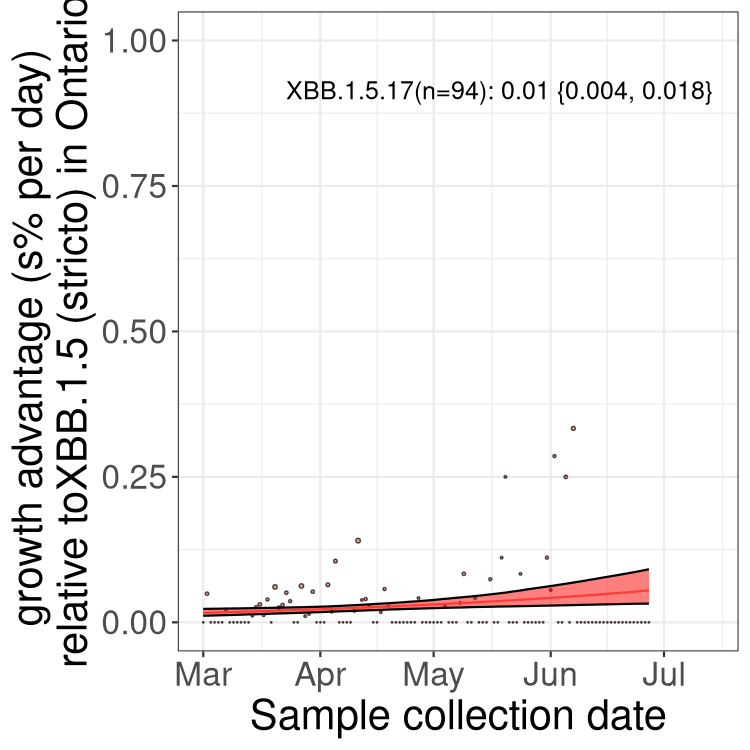 growth advantage (s% per day)
relative toXBB.1.5 (stricto) in Ontario
1.00
0.75
0.50
0.25
0.00
XBB.1.5.17(n=94): 0.01 {0.004, 0.018}
Mar Apr May Jun Jul
Sample collection date